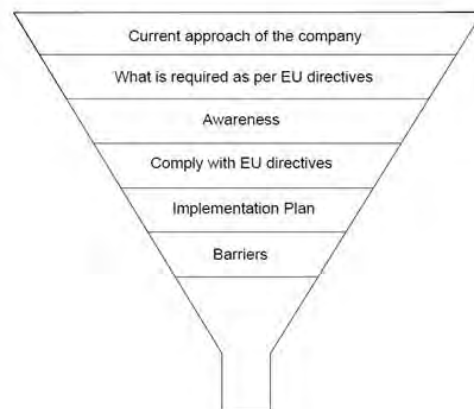 Current approach of the company
What is required as per EU directives
Awareness
Comply with EU directives
Implementation Plan
Barriers